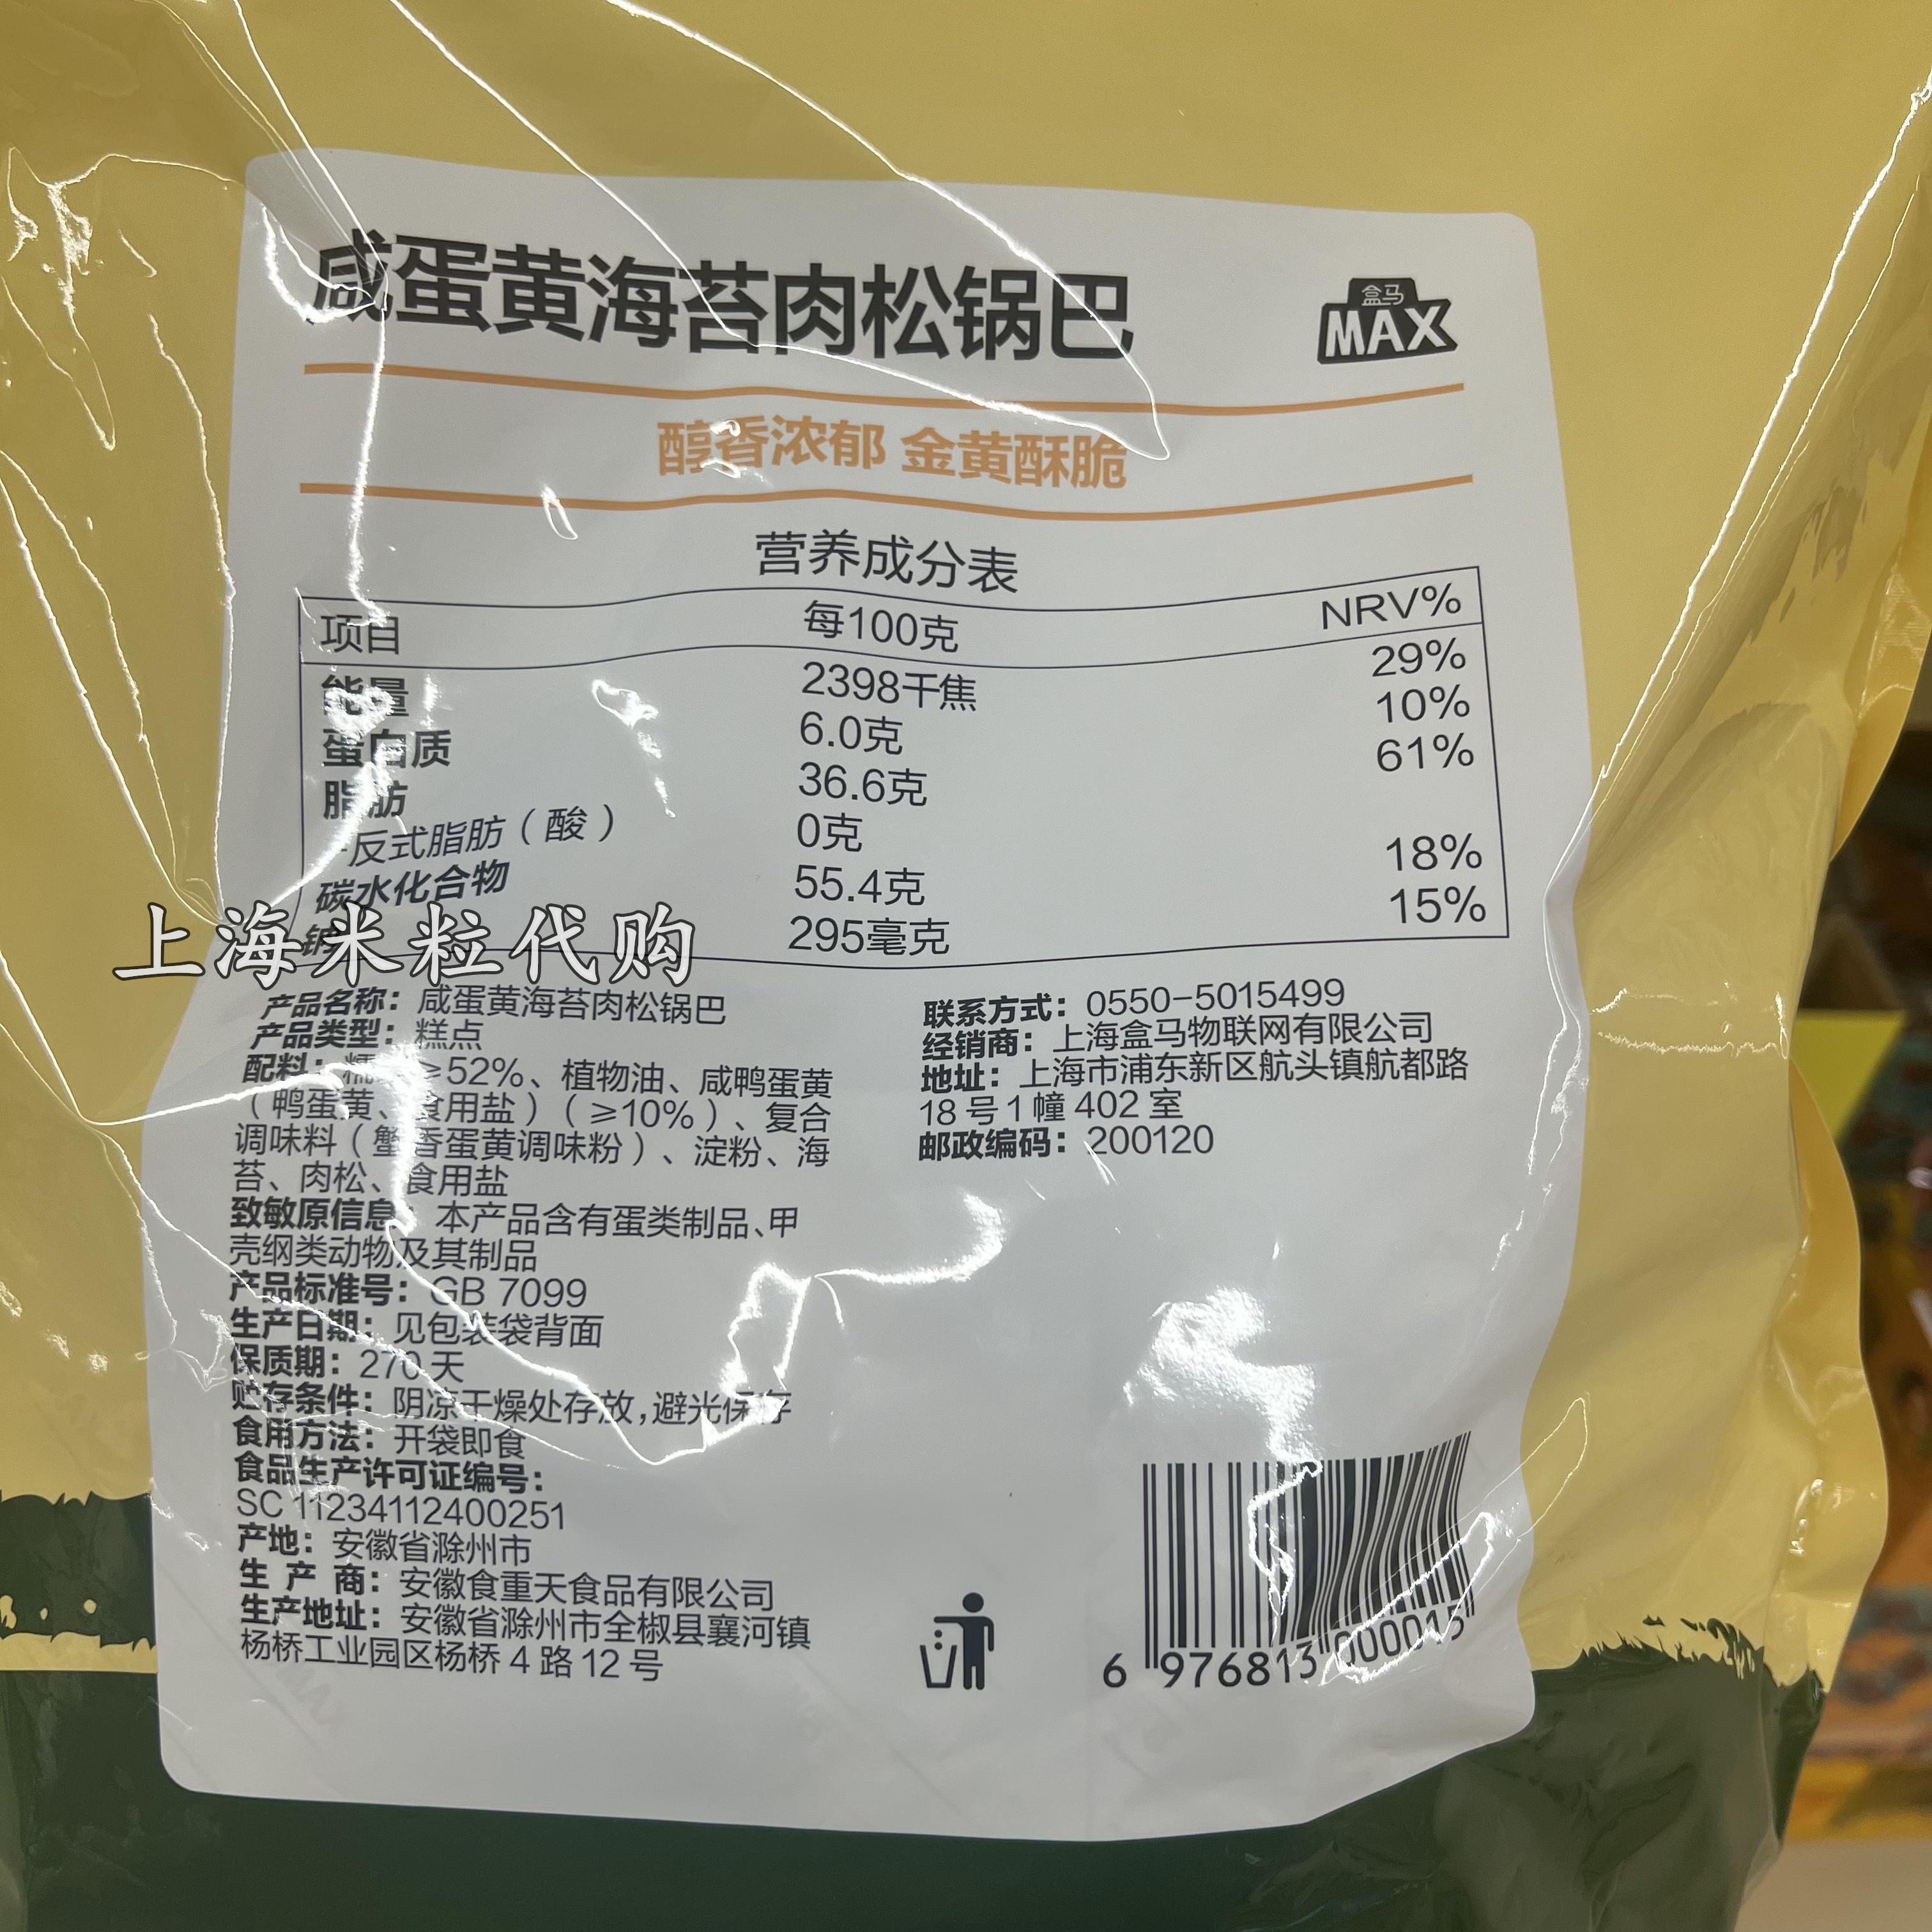 咸蛋黄海苔肉松锅巴
盒马
MAX
醇香浓郁 金黄酥脆
营养成分表
项目 每100克 NRV%
能量 2398千焦 29%
蛋白质 6.0克 10%
脂肪 36.6克 61%
-反式脂肪(酸) 0克
碳水化合物 55.4克 18%
钠 295毫克 15%
上海米粒代购
产品名称：咸蛋黄海苔肉松锅巴
产品类型：糕点
配料：≥52%、植物油、咸鸭蛋黄
（鸭蛋黄、食用盐）（≥10%）、复合
调味料（蟹香蛋黄调味粉）、淀粉、海
苔、肉松、食用盐
致敏原信息：本产品含有蛋类制品、甲
壳纲类动物及其制品
产品标准号：GB 7099
生产日期：见包装袋背面
保质期：270天
贮存条件：阴凉干燥处存放，避光保存
食用方法：开袋即食
食品生产许可证编号：
SC 11234112400251
产地：安徽省滁州市
生产商：安徽食重天食品有限公司
生产地址：安徽省滁州市全椒县襄河镇
杨桥工业园区杨桥4路12号
联系方式：0550-5015499
经销商：上海盒马物联网有限公司
地址：上海市浦东新区航头镇航都路
18号1幢402室
邮政编码：200120
6 976813 000015